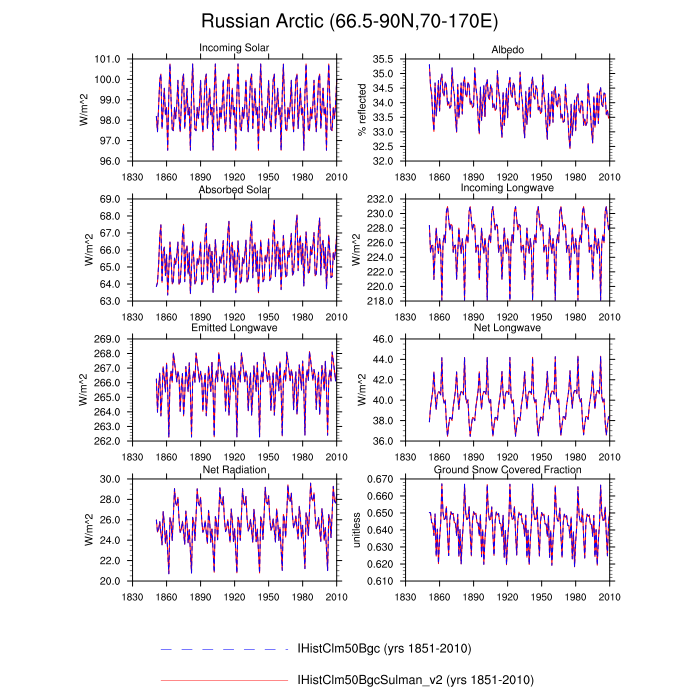 Russian Arctic (66.5-90N,70-170E)
Incoming Solar
Albedo
W/m^2
101.0
100.0
99.0
98.0
97.0
96.0
1830 1860 1890 1920 1950 1980 2010
% reflected
35.5
35.0
34.5
34.0
33.5
33.0
32.5
32.0
1830 1860 1890 1920 1950 1980 2010
Absorbed Solar
Incoming Longwave
W/m^2
69.0
68.0
67.0
66.0
65.0
64.0
63.0
1830 1860 1890 1920 1950 1980 2010
W/m^2
232.0
230.0
228.0
226.0
224.0
222.0
220.0
218.0
1830 1860 1890 1920 1950 1980 2010
Emitted Longwave
Net Longwave
W/m^2
269.0
268.0
267.0
266.0
265.0
264.0
263.0
262.0
1830 1860 1890 1920 1950 1980 2010
W/m^2
46.0
44.0
42.0
40.0
38.0
36.0
1830 1860 1890 1920 1950 1980 2010
Net Radiation
Ground Snow Covered Fraction
W/m^2
30.0
28.0
26.0
24.0
22.0
20.0
1830 1860 1890 1920 1950 1980 2010
unitless
0.670
0.660
0.650
0.640
0.630
0.620
0.610
1830 1860 1890 1920 1950 1980 2010
IHistClm50Bgc (yrs 1851-2010)
IHistClm50BgcSulman_v2 (yrs 1851-2010)